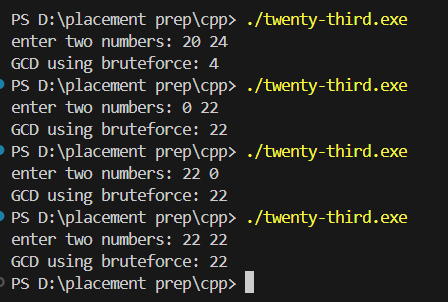 PS D:\placement prep\cpp> ./twenty-third.exe
enter two numbers: 20 24
GCD using bruteforce: 4
PS D:\placement prep\cpp> ./twenty-third.exe
enter two numbers: 0 22
GCD using bruteforce: 22
PS D:\placement prep\cpp> ./twenty-third.exe
enter two numbers: 22 0
GCD using bruteforce: 22
PS D:\placement prep\cpp> ./twenty-third.exe
enter two numbers: 22 22
GCD using bruteforce: 22
PS D:\placement prep\cpp>